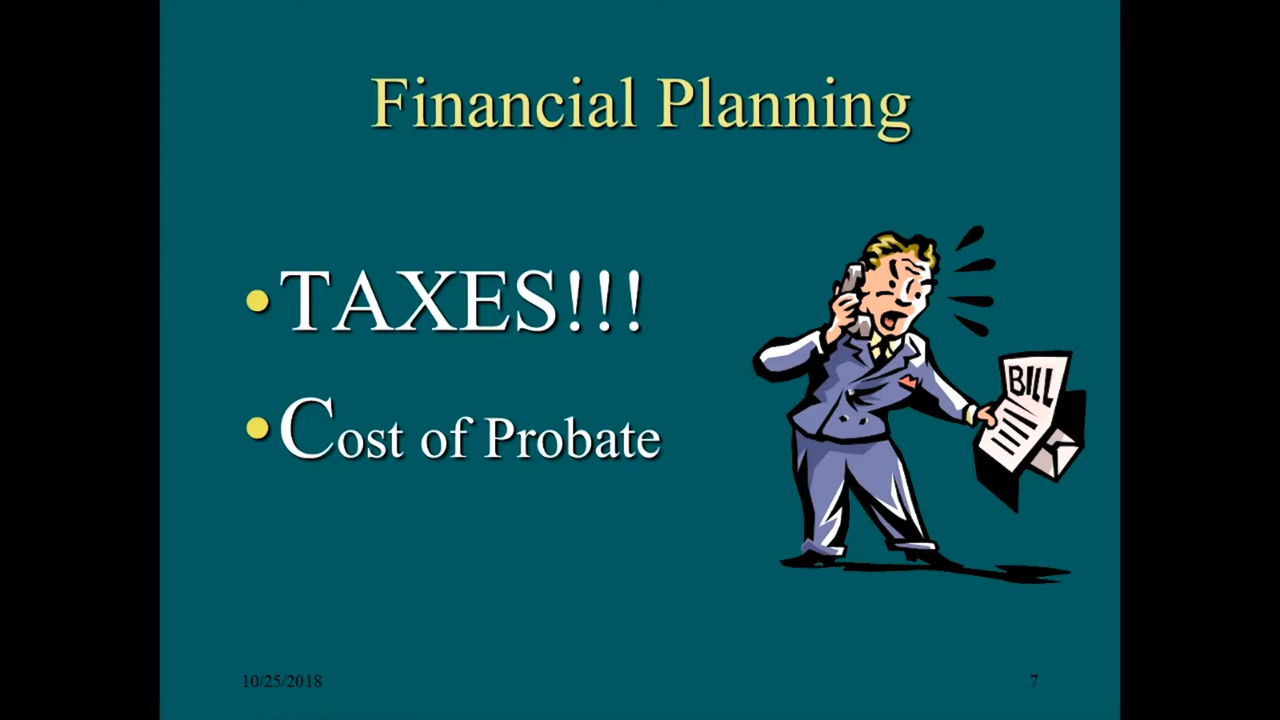 Financial Planning
• TAXES!!!
• Cost of Probate
BILL
10/25/2018
7